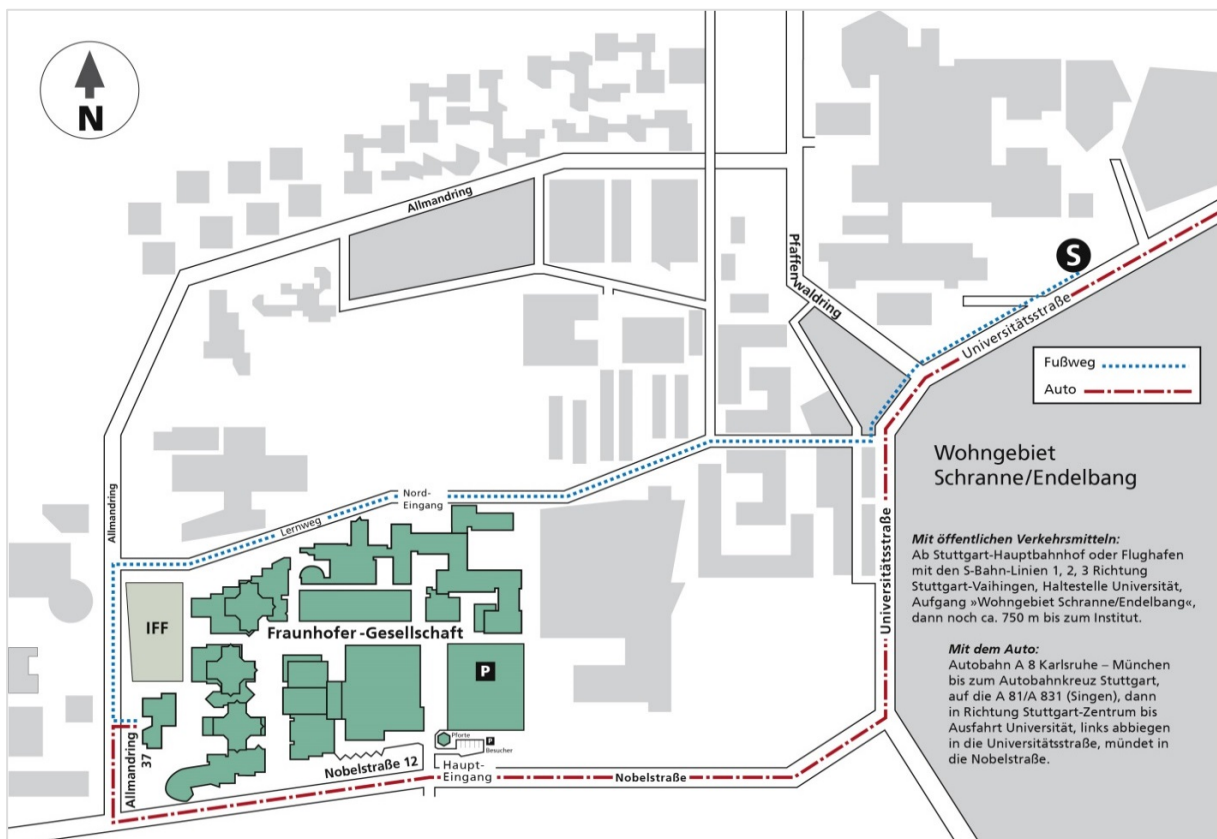 N
Allmandring
Pfaffen
waldring
S
Universitätsstraße
Fußweg
Auto
Wohngebiet
Schranne/Endelbang
Nord-
Eingang
Lernweg
Allmandring
Mit öffentlichen Verkehrsmitteln:
Ab Stuttgart-Hauptbahnhof oder Flughafen
mit den S-Bahn-Linien 1, 2, 3 Richtung
Stuttgart-Vaihingen, Haltestelle Universität,
Aufgang »Wohngebiet Schranne/Endelbang«,
dann noch ca. 750 m bis zum Institut.
Universitätsstraße
IFF
Fraunhofer-Gesellschaft
P
Mit dem Auto:
Autobahn A 8 Karlsruhe – München
bis zum Autobahnkreuz Stuttgart,
auf die A 81/A 831 (Singen), dann
in Richtung Stuttgart-Zentrum bis
Ausfahrt Universität, links abbiegen
in die Universitätsstraße, mündet in
die Nobelstraße.
Allmandring
37
Pforte
P
Besucher
Nobelstraße 12
Haupt-
Eingang
Nobelstraße